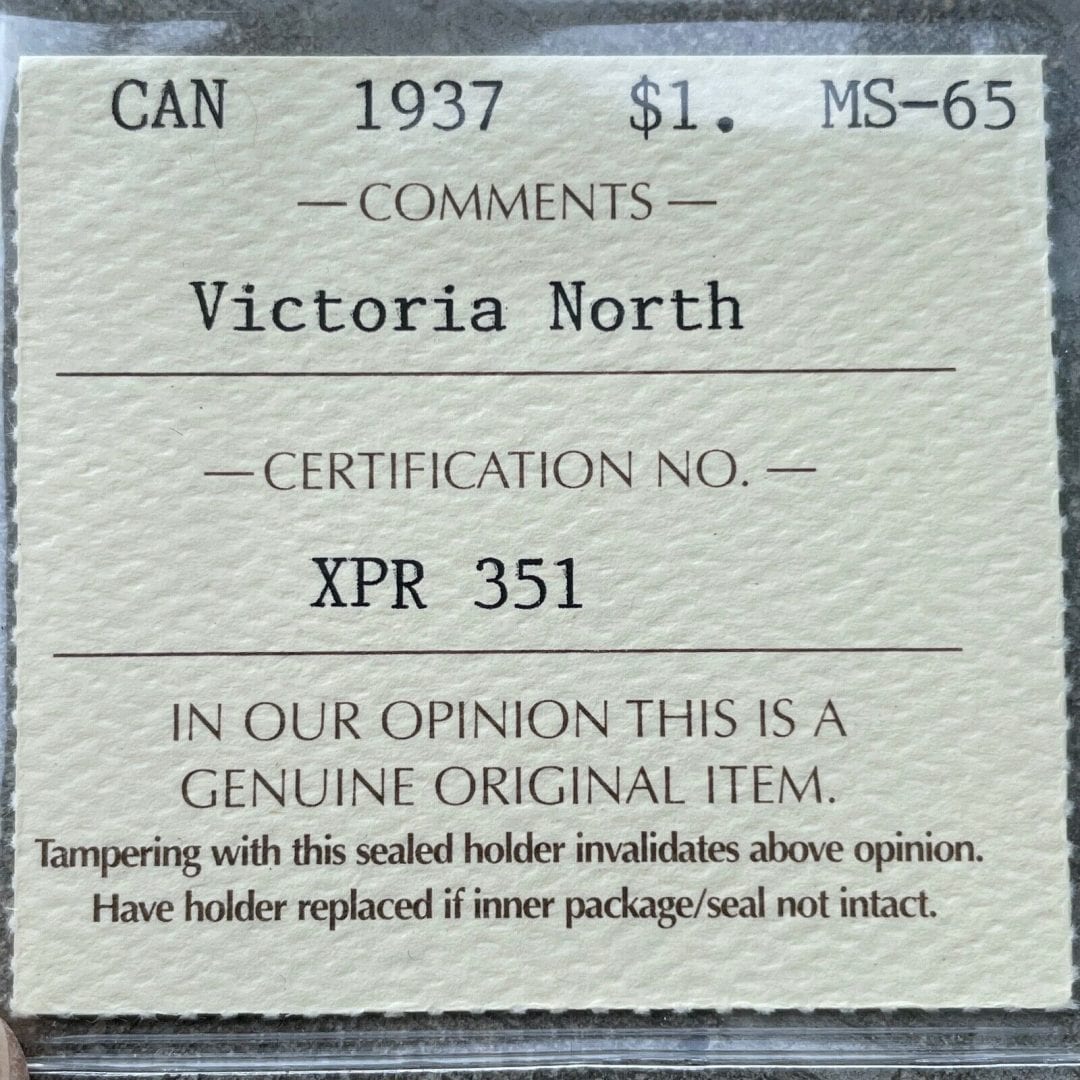 CAN 1937 $1. MS-65
— COMMENTS —
Victoria North
— CERTIFICATION NO. —
XPR 351
IN OUR OPINION THIS IS A
GENUINE ORIGINAL ITEM.
Tampering with this sealed holder invalidates above opinion.
Have holder replaced if inner package/seal not intact.